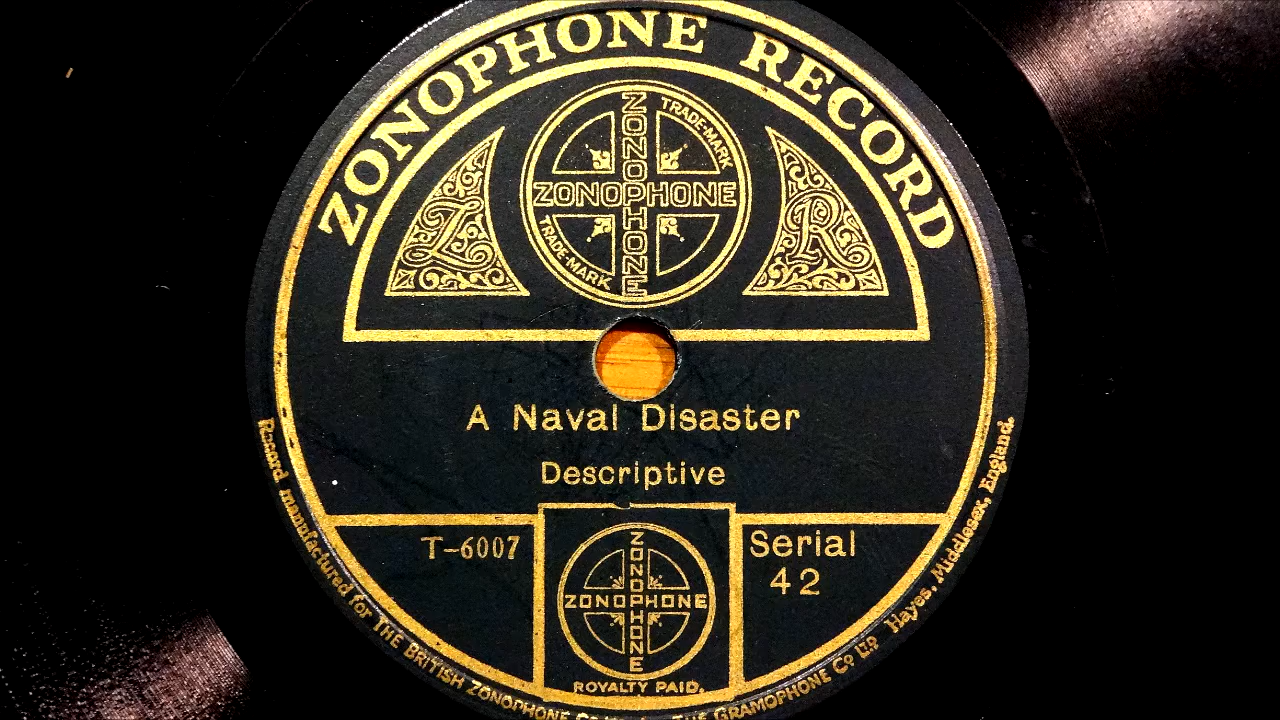 ZONOPHONE RECORD
TRADE-MARK
ZONOPHONE
ZONOPHONE
TRADE-MARK
Z
R
A Naval Disaster
Descriptive
T-6007
Serial
42
ZONOPHONE
ZONOPHONE
ROYALTY PAID.
Record manufactured for THE BRITISH ZONOPHONE THE GRAMOPHONE CO LTD Hayes, Middlesex, England.